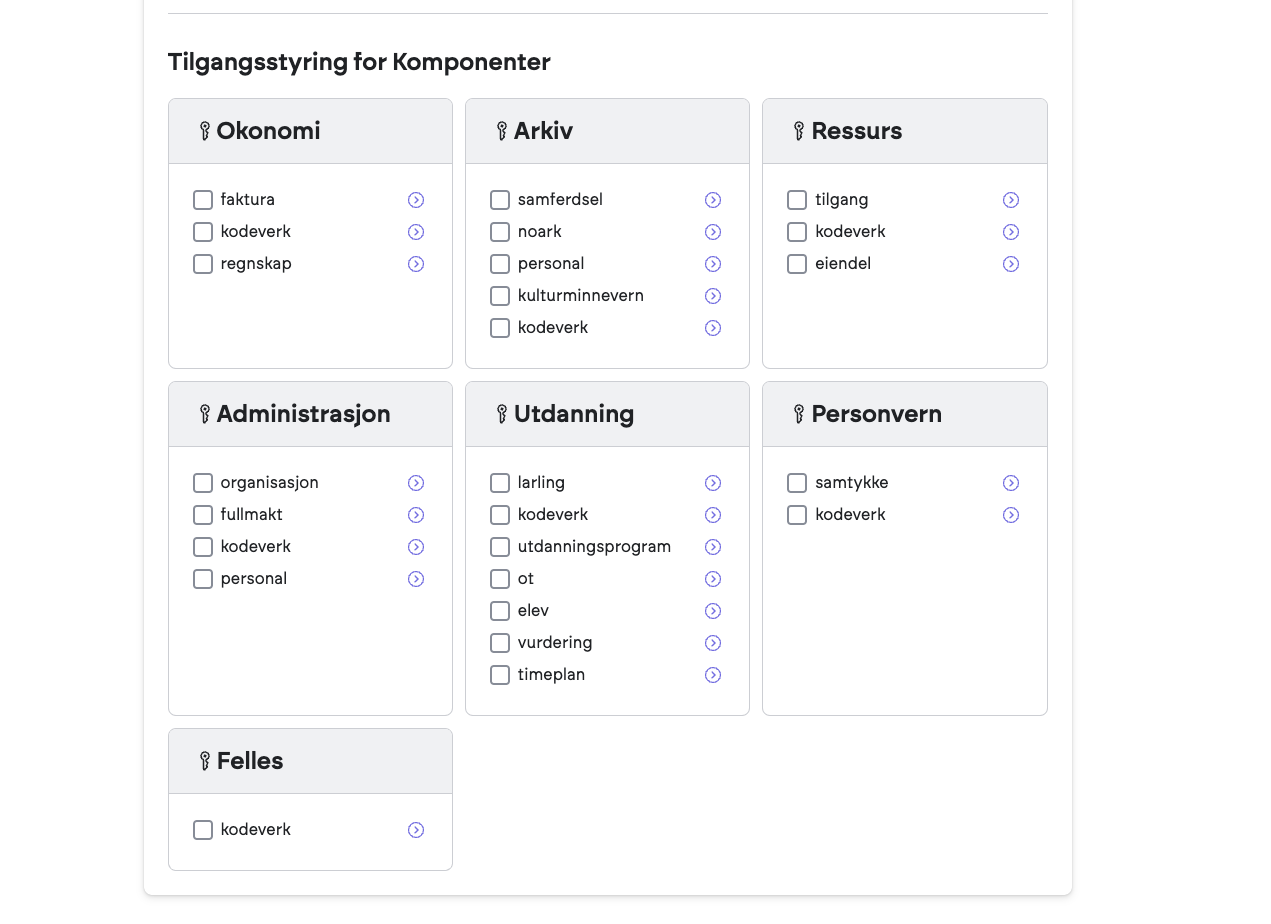 Tilgangsstyring for Komponenter
Okonomi
faktura
kodeverk
regnskap
Arkiv
samferdsel
noark
personal
kulturminnevern
kodeverk
Ressurs
tilgang
kodeverk
eiendel
Administrasjon
organisasjon
fullmakt
kodeverk
personal
Utdanning
larling
kodeverk
utdanningsprogram
ot
elev
vurdering
timeplan
Personvern
samtykke
kodeverk
Felles
kodeverk